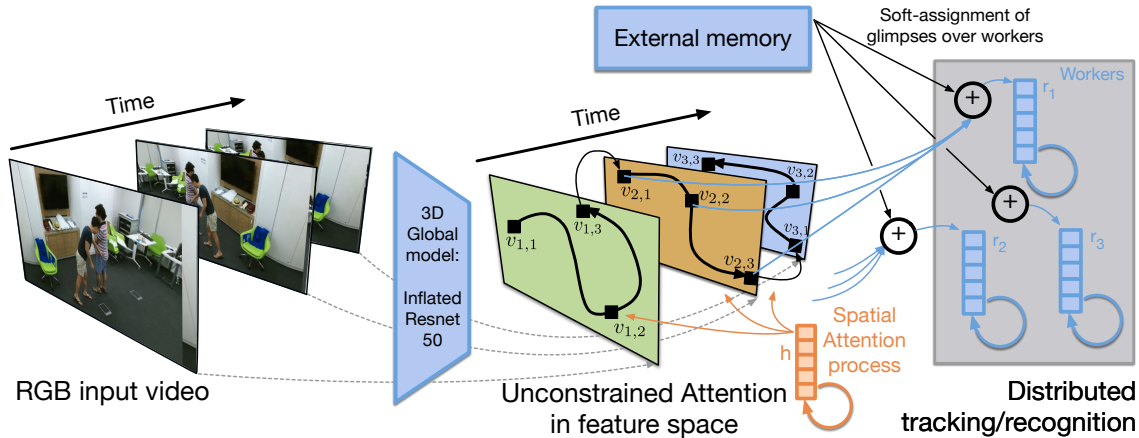 External memory
Soft-assignment of
glimpses over workers
Workers
Time
Time
r1
r2
r3
+
+
+
3D
Global
model:
Inflated
Resnet
50
v1,1
v1,2
v1,3
v2,1
v2,2
v2,3
v3,1
v3,2
v3,3
h
Spatial
Attention
process
RGB input video
Unconstrained Attention
in feature space
Distributed
tracking/recognition